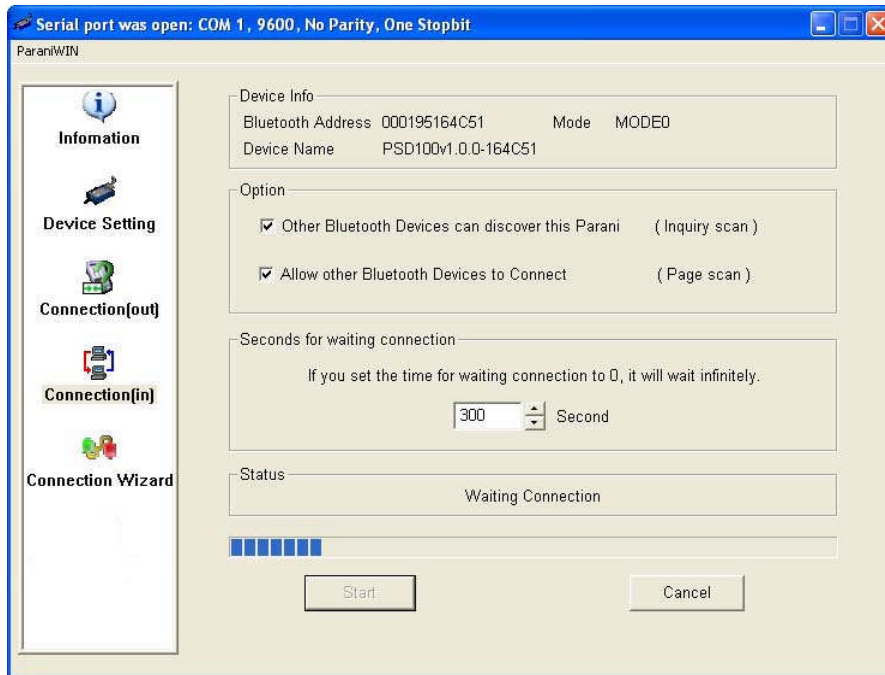 Serial port was open: COM 1, 9600, No Parity, One Stopbit
ParaniWIN
Infomation
Device Setting
Connection(out)
Connection(in)
Connection Wizard
Device Info
Bluetooth Address 000195164C51 Mode MODE0
Device Name PSD100v1.0.0-164C51
Option
Other Bluetooth Devices can discover this Parani ( Inquiry scan )
Allow other Bluetooth Devices to Connect ( Page scan )
Seconds for waiting connection
If you set the time for waiting connection to 0, it will wait infinitely.
300 Second
Status
Waiting Connection
Start Cancel